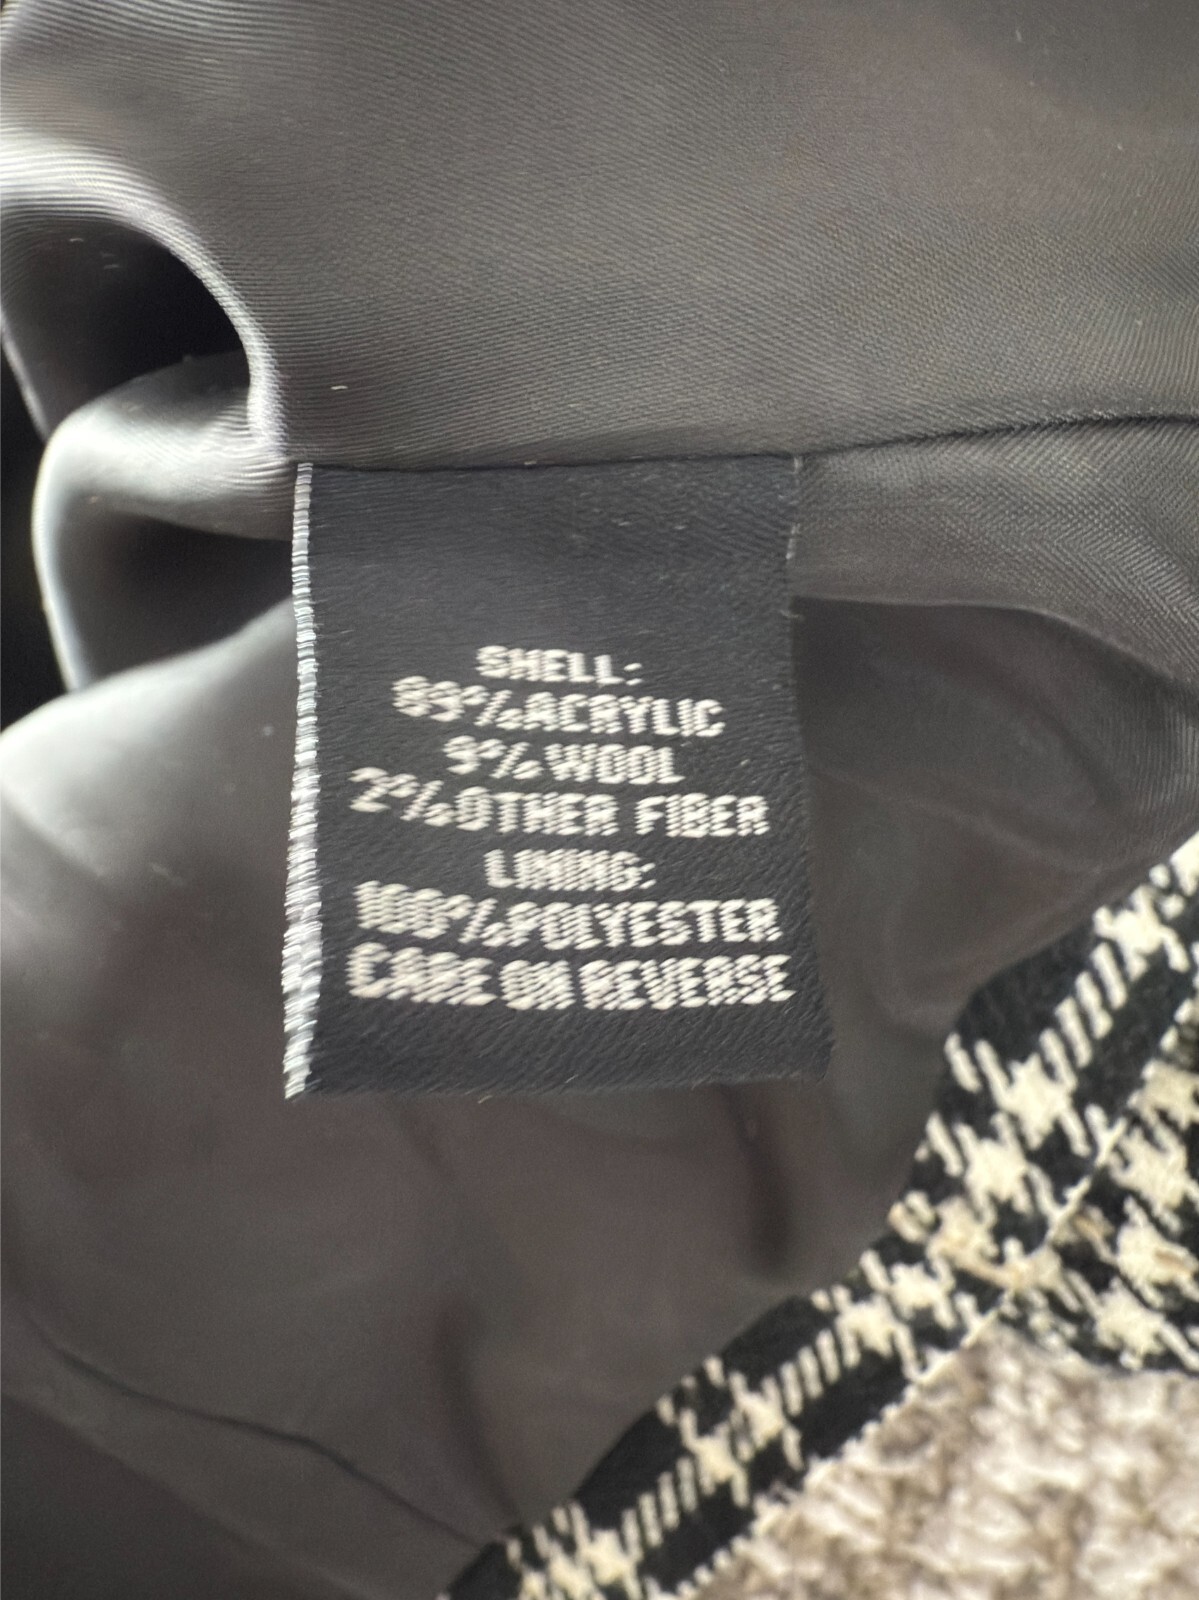 SHELL:
89%ACRYLIC
9%WOOL
2%OTHER FIBER
LINING:
100%POLYESTER
CARE ON REVERSE